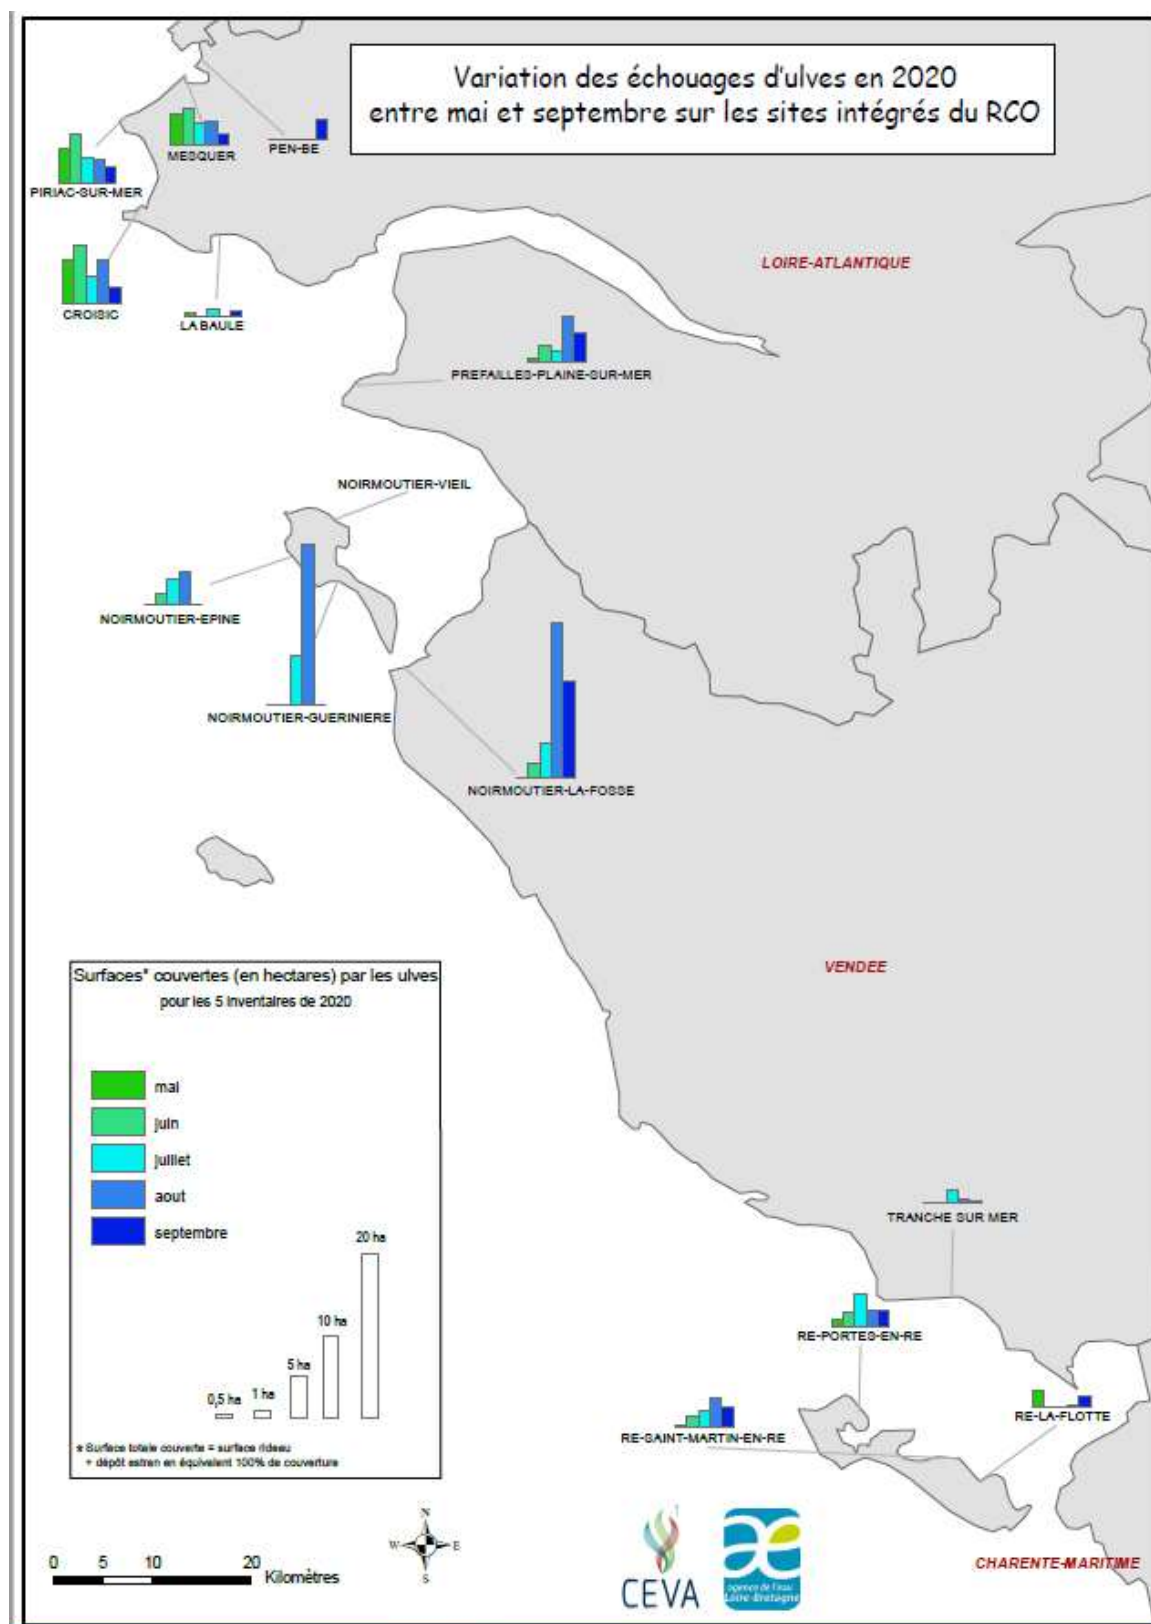 Variation des échouages d'ulves en 2020
entre mai et septembre sur les sites intégrés du RCO
MESQUER
PEN-BE
PIRIAC-SUR-MER
CROISIC
LA BAULE
LOIRE-ATLANTIQUE
PREFAILLES-PLAINE-SUR-MER
NOIRMOUTIER-VIEIL
NOIRMOUTIER-EPINE
NOIRMOUTIER-GUERINIERE
NOIRMOUTIER-LA-FOSSE
VENDEE
Surfaces* couvertes (en hectares) par les ulves
pour les 5 inventaires de 2020
mai
juin
juillet
aout
septembre
0,5 ha
1 ha
5 ha
10 ha
20 ha
* Surface totale couverte = surface rideau
+ dépôt estran en équivalent 100% de couverture
TRANCHE SUR MER
RE-PORTES-EN-RE
RE-LA-FLOTTE
RE-SAINT-MARTIN-EN-RE
CHARENTE-MARITIME
N
W
E
S
0 5 10 20
Kilomètres
CEVA
agence de l'eau
Loire-Bretagne